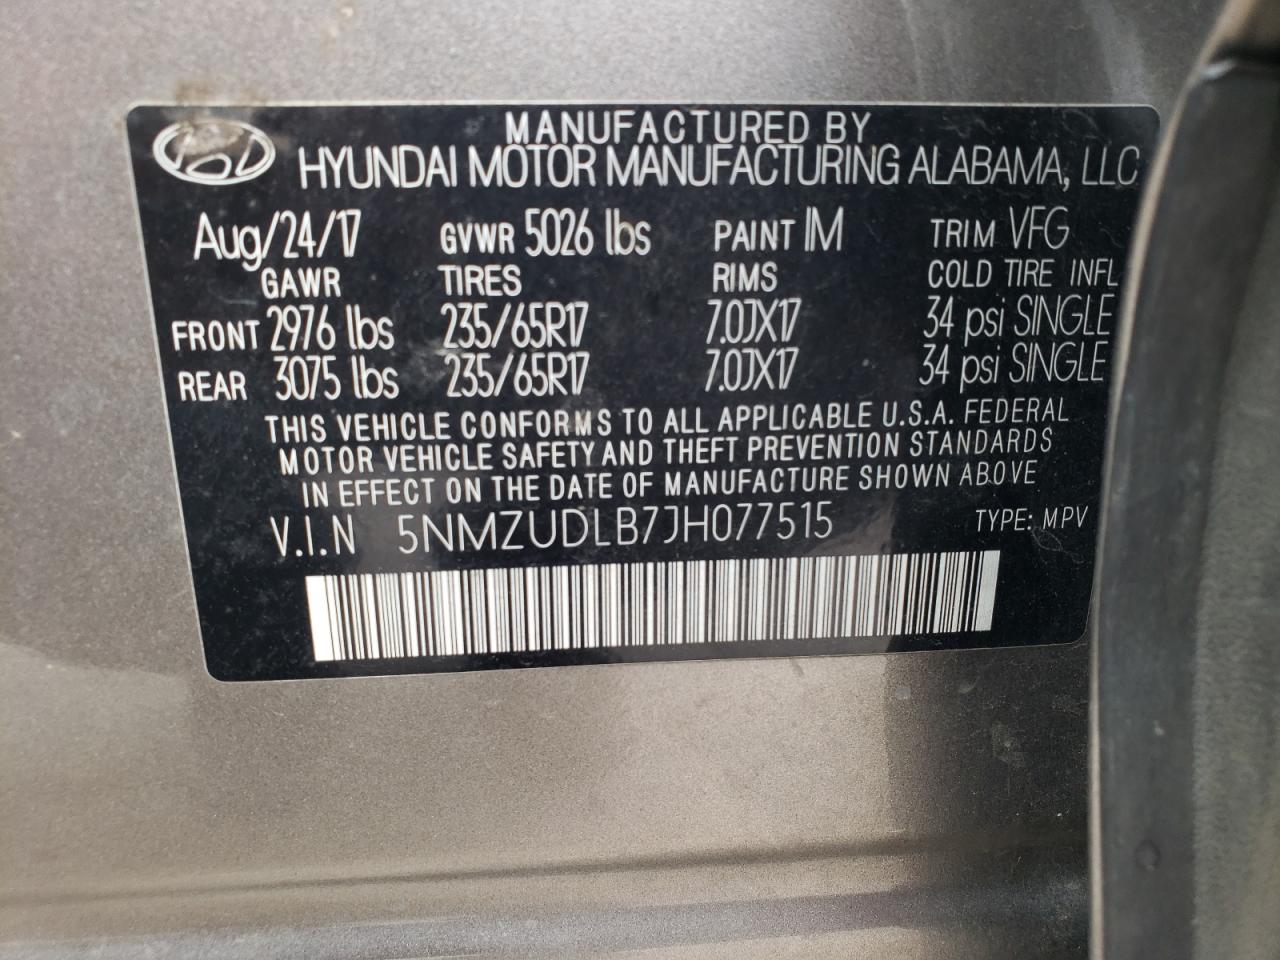 MANUFACTURED BY
HYUNDAI MOTOR MANUFACTURING ALABAMA, LLC
Aug/24/17 GVWR 5026 lbs PAINT IM TRIM VFG
GAWR TIRES RIMS COLD TIRE INFL
FRONT 2976 lbs 235/65R17 7.0JX17 34 psi SINGLE
REAR 3075 lbs 235/65R17 7.0JX17 34 psi SINGLE
THIS VEHICLE CONFORMS TO ALL APPLICABLE U.S.A. FEDERAL
MOTOR VEHICLE SAFETY AND THEFT PREVENTION STANDARDS
IN EFFECT ON THE DATE OF MANUFACTURE SHOWN ABOVE
V.I.N 5NMZUDLB7JH077515 TYPE: MPV